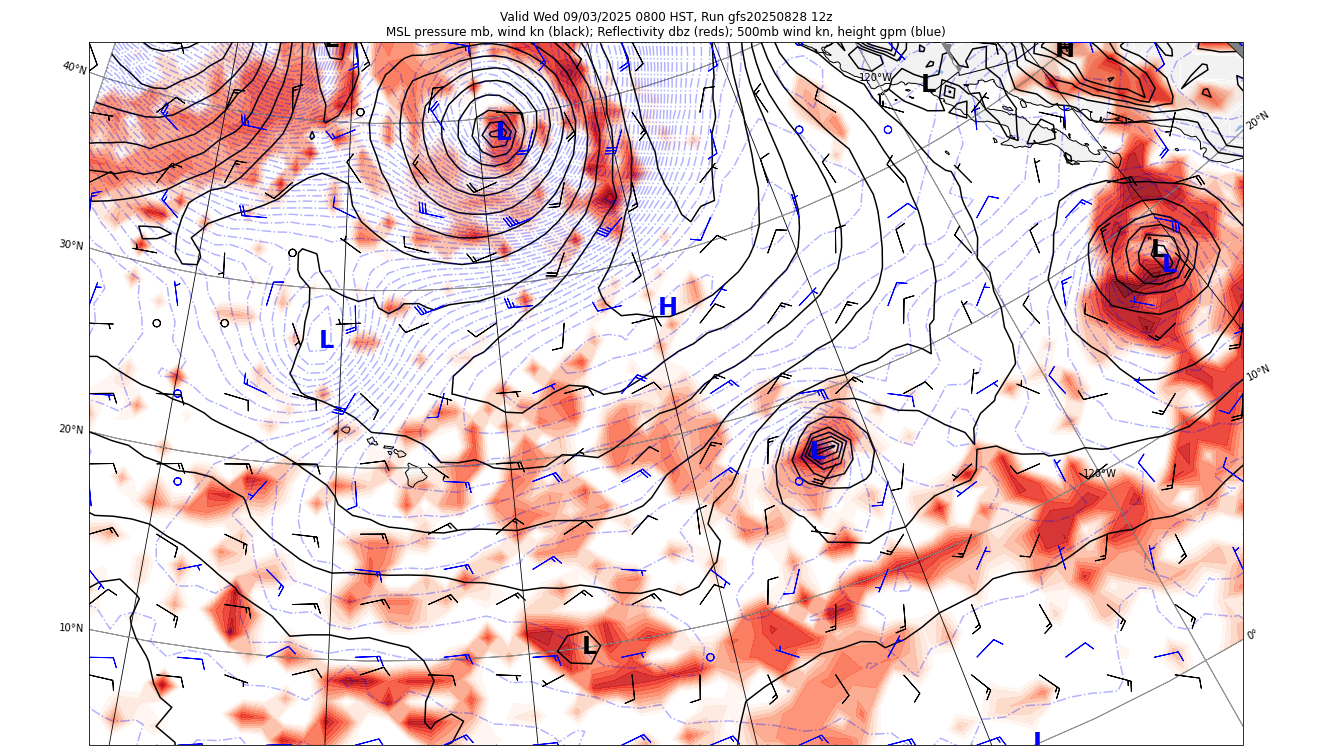 Valid Wed 09/03/2025 0800 HST, Run gfs20250828 12z
MSL pressure mb, wind kn (black); Reflectivity dbz (reds); 500mb wind kn, height gpm (blue)
L
H
40°N
120°W
L
20°N
L
30°N
L
L
H
L
10°N
20°N
L
120°W
10°N
L
0°
L